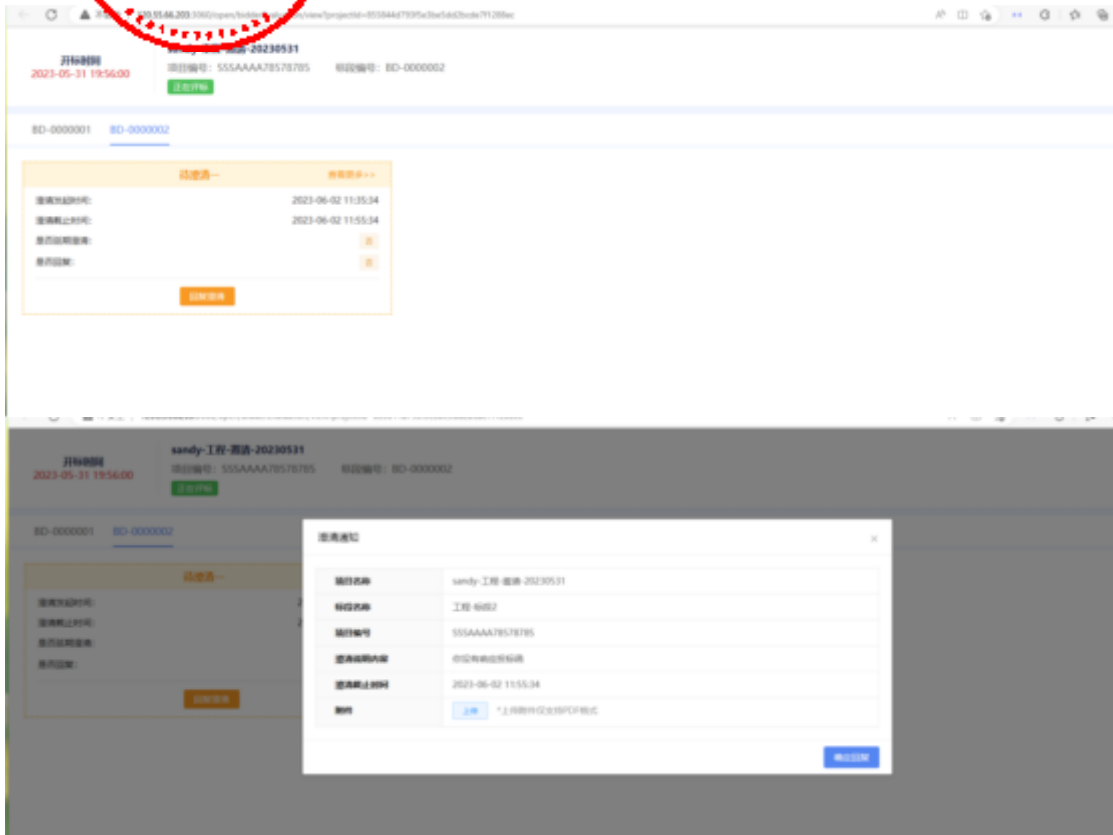 开标时间
2023-05-31 19:56:00
项目编号: SSSAAAA78578785 标段编号: BD-0000002
正在评标
BD-0000001 BD-0000002
待澄清一 查看更多>>
澄清发起时间: 2023-06-02 11:35:34
澄清截止时间: 2023-06-02 11:55:34
是否延期澄清: 否
是否回复: 否
回复澄清
开标时间
2023-05-31 19:56:00
sandy-工程-邀请-20230531
项目编号: SSSAAAA78578785 标段编号: BD-0000002
正在评标
BD-0000001 BD-0000002
待澄清一
澄清发起时间:
澄清截止时间:
是否延期澄清:
是否回复:
回复澄清
澄清通知
项目名称 sandy-工程-邀请-20230531
标段名称 工程-标段2
项目编号 SSSAAAA78578785
澄清说明内容
澄清截止时间 2023-06-02 11:55:34
附件 上传 *上传附件仅支持PDF格式
确定回复